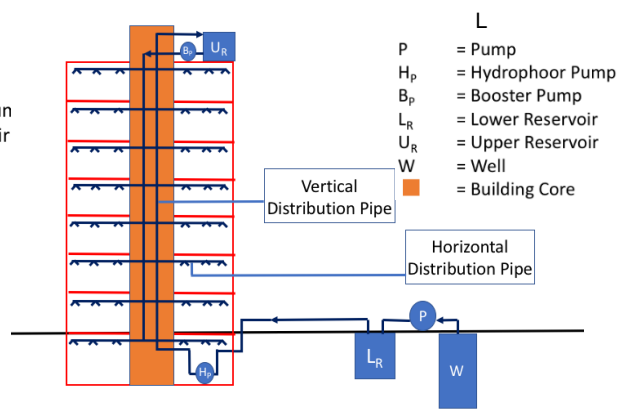 L
P = Pump
HP = Hydrophoor Pump
BP = Booster Pump
LR = Lower Reservoir
UR = Upper Reservoir
W = Well
= Building Core
BP
UR
ir
Vertical
Distribution Pipe
Horizontal
Distribution Pipe
P
HP
LR
W